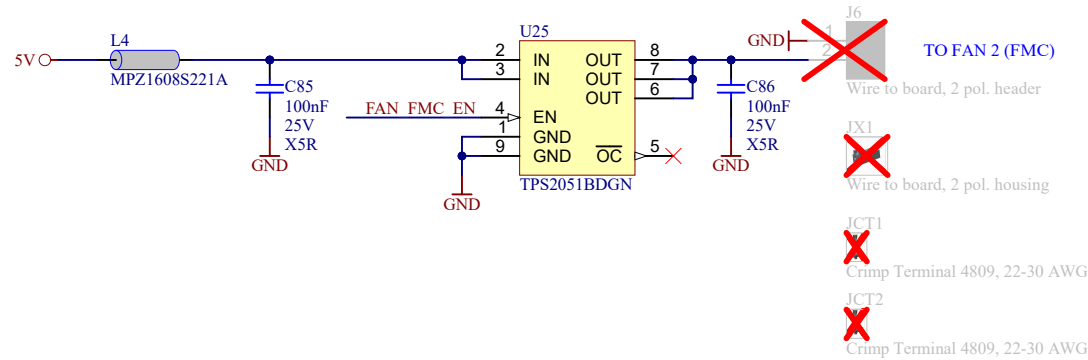 L4
5V
MPZ1608S221A
C85
100nF
25V
X5R
GND
FAN_FMC_EN
U25
2 IN OUT 8
3 IN OUT 7
OUT 6
4 EN
1 GND
9 GND OC 5
TPS2051BDGN
GND
C86
100nF
25V
X5R
GND
J6
GND 1
2
TO FAN 2 (FMC)
Wire to board, 2 pol. header
JX1
Wire to board, 2 pol. housing
JCT1
Crimp Terminal 4809, 22-30 AWG
JCT2
Crimp Terminal 4809, 22-30 AWG